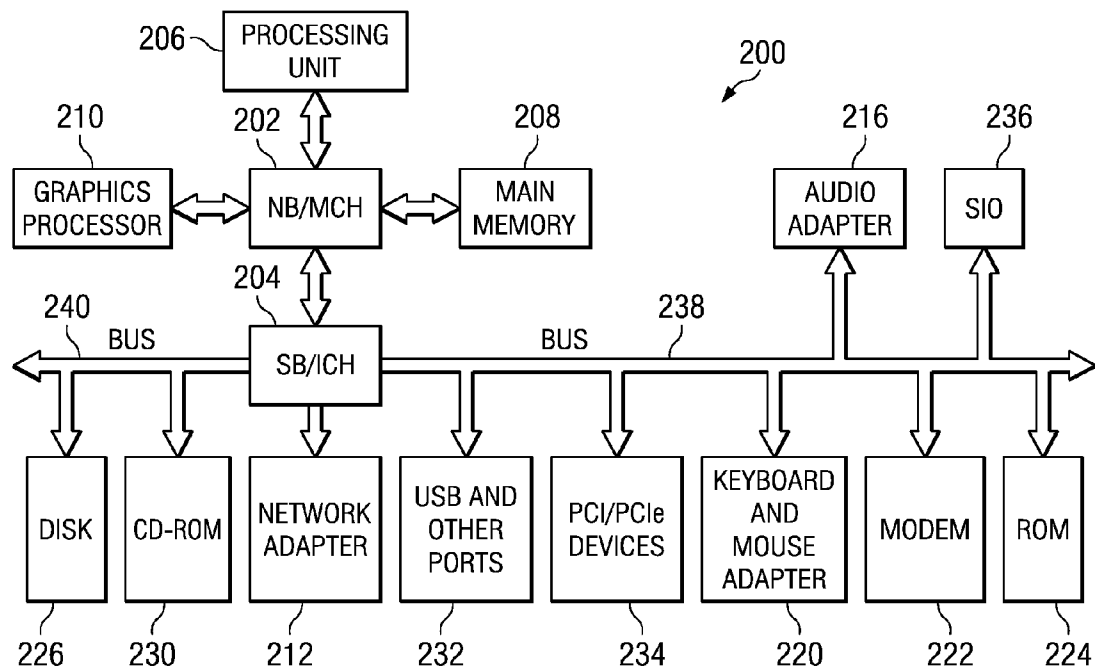 206
PROCESSING
UNIT
200
210
202
208
216
236
GRAPHICS
PROCESSOR
NB/MCH
MAIN
MEMORY
AUDIO
ADAPTER
SIO
204
240
BUS
SB/ICH
BUS
238
DISK
CD-ROM
NETWORK
ADAPTER
USB AND
OTHER
PORTS
PCI/PCIe
DEVICES
KEYBOARD
AND
MOUSE
ADAPTER
MODEM
ROM
226
230
212
232
234
220
222
224